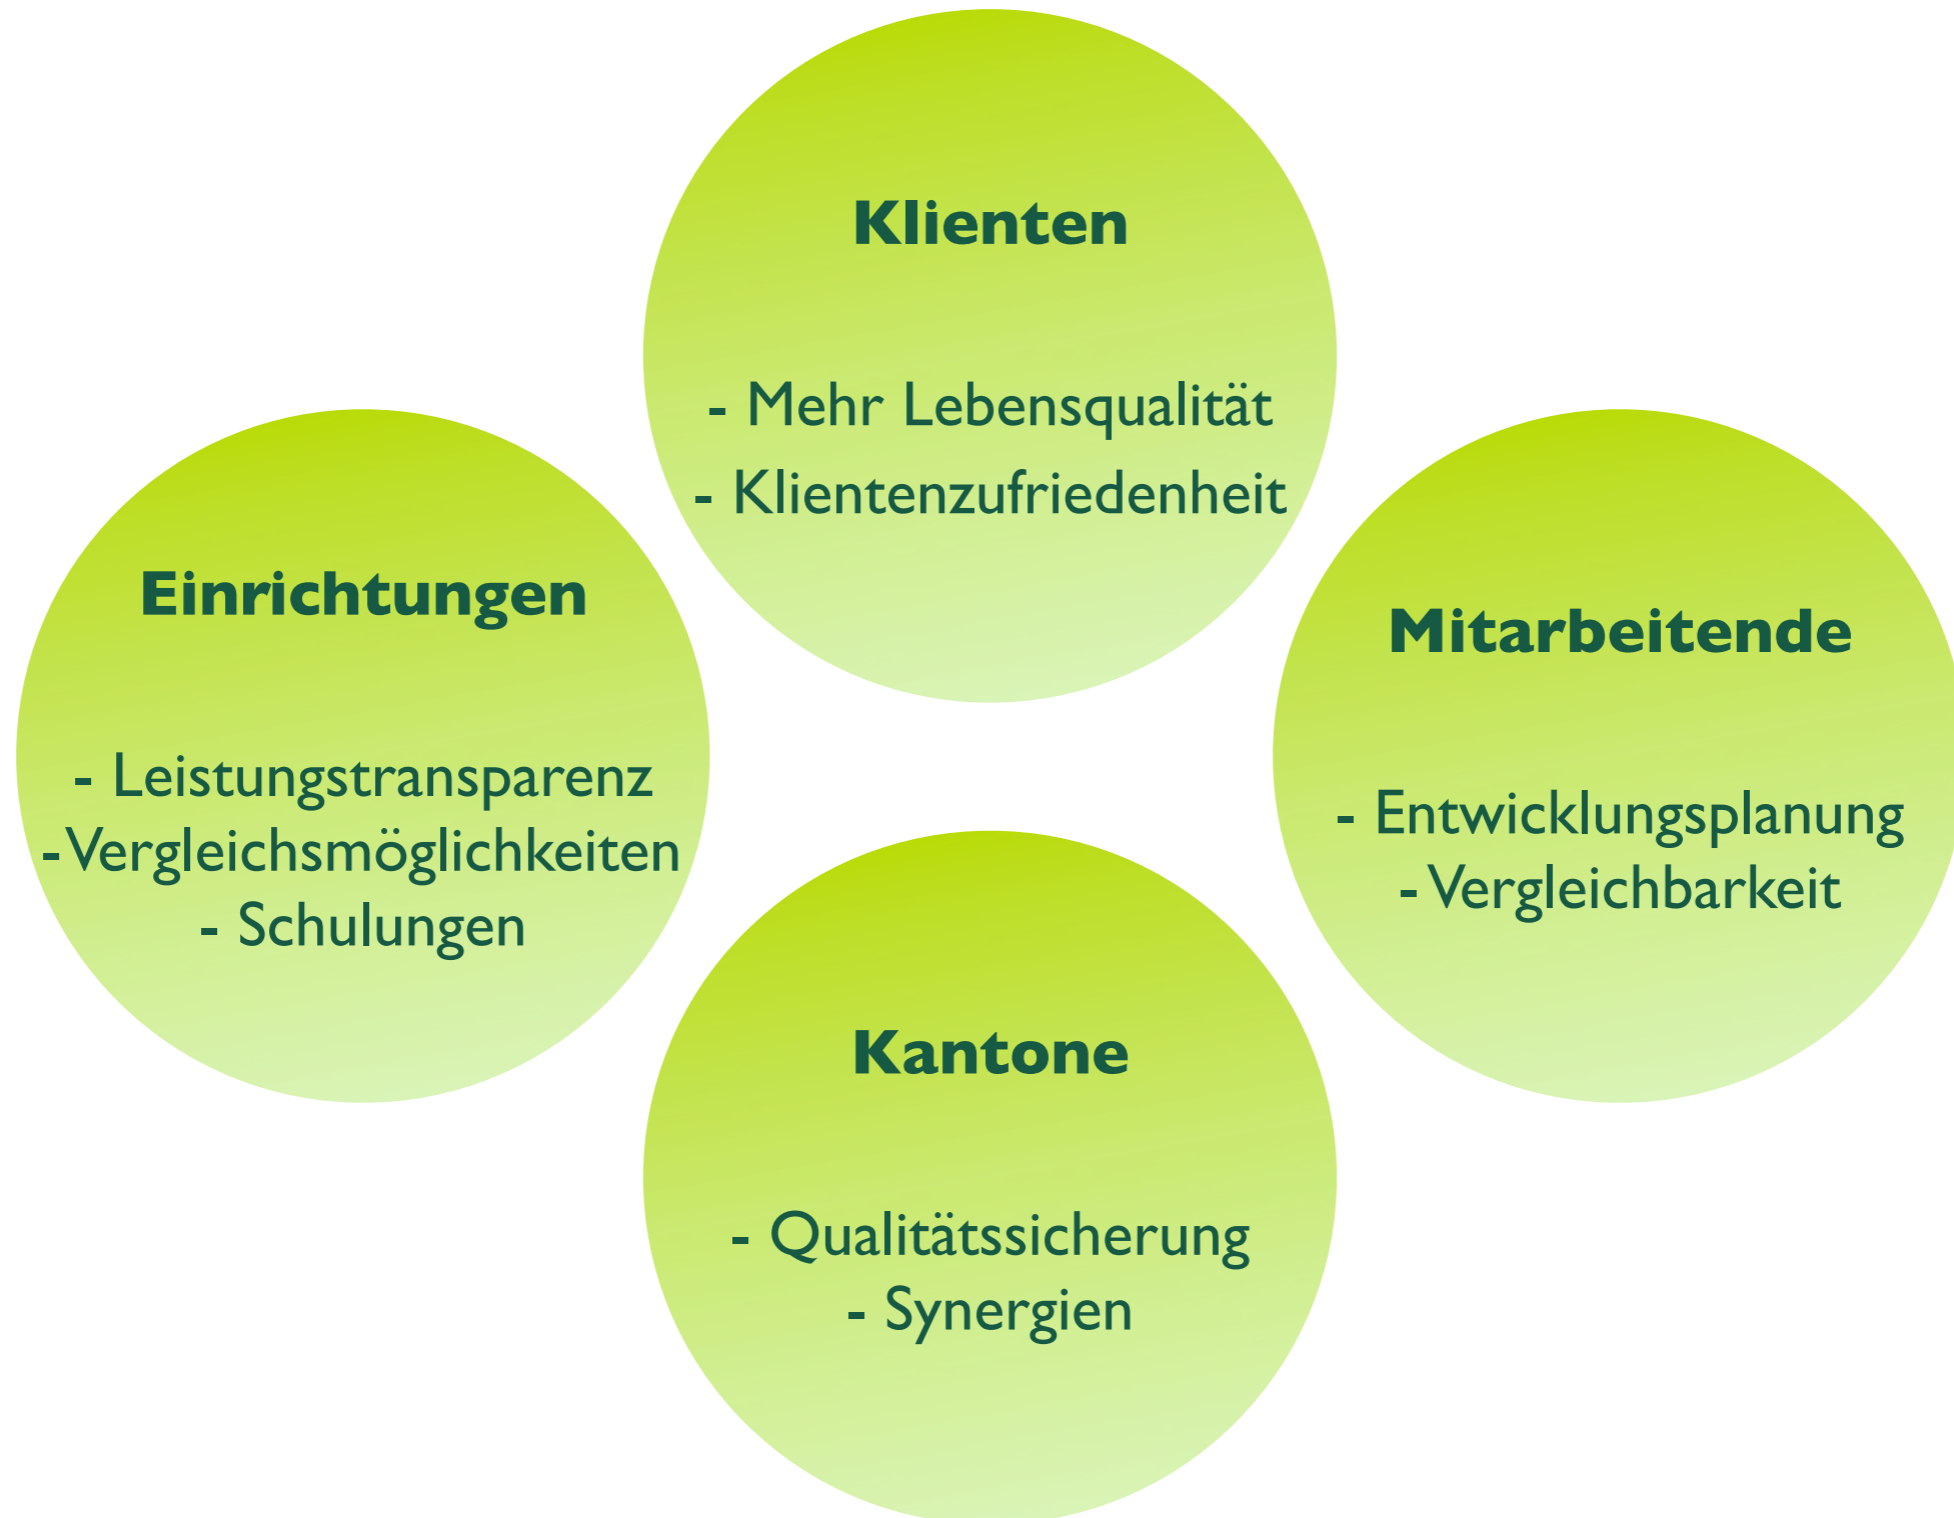 Klienten
- Mehr Lebensqualität
- Klientenzufriedenheit
Einrichtungen
- Leistungstransparenz
- Vergleichsmöglichkeiten
- Schulungen
Mitarbeitende
- Entwicklungsplanung
- Vergleichbarkeit
Kantone
- Qualitätssicherung
- Synergien